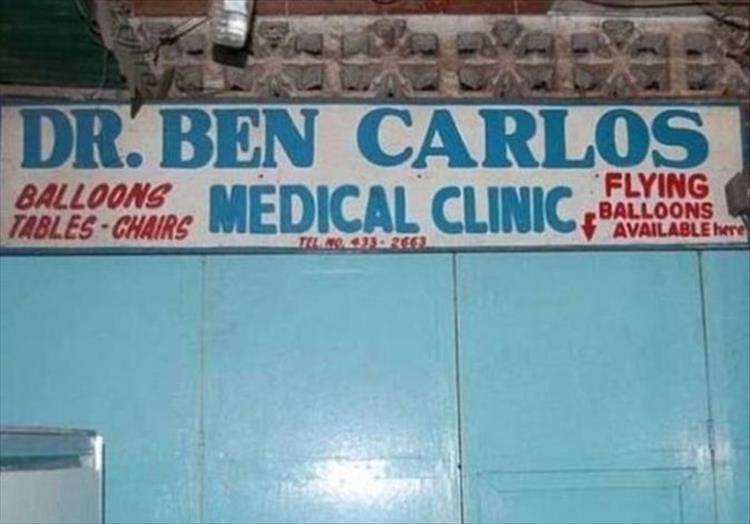 DR. BEN CARLOS
BALLOONS
TABLES - CHAIRS
MEDICAL CLINIC
TEL. NO. 433-2663
FLYING
BALLOONS
AVAILABLE here